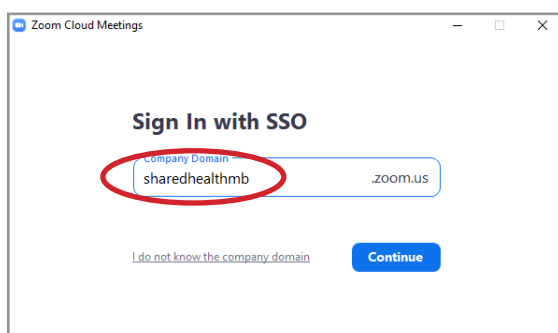 Zoom Cloud Meetings
Sign In with SSO
Company Domain
sharedhealthmb .zoom.us
I do not know the company domain Continue